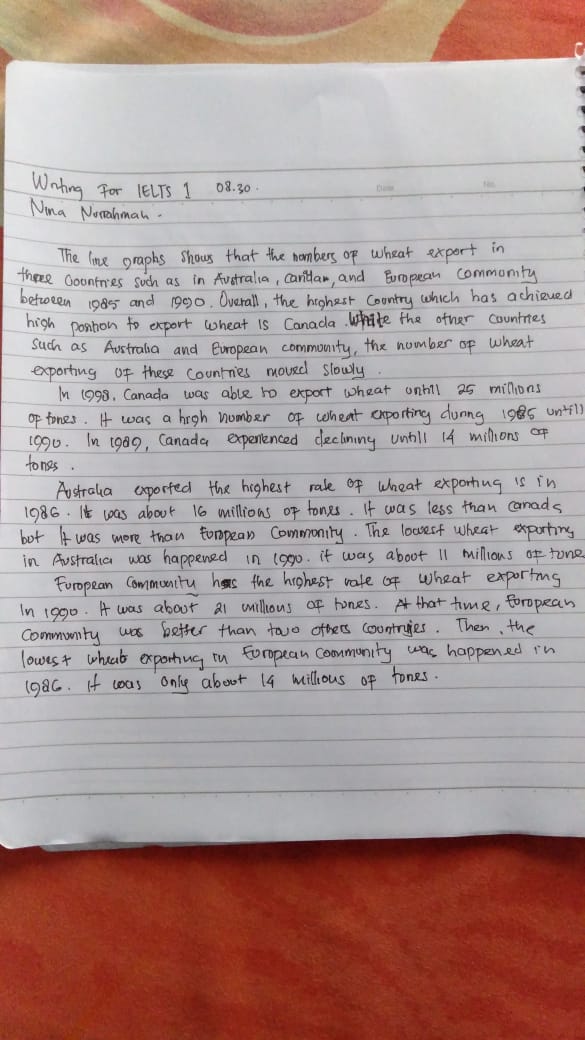 Writing For IELTS 1 08.30.
Date No.
Nina Nurrahmah.
The line graphs shows that the nombers of wheat export in
three Coontries such as in Australia, candan, and European Commonity
between 1985 and 1990. Overall, the highest Country which has achieved
high position to export wheat is Canada. While the other Countries
Such as Australia and European community, the number of wheat
exporting of these Countries moved slowly.
In 1998, Canada was able to export wheat untill 25 millions
of tones. It was a high number of wheat exporting during 1985 untill
1990. In 1989, Canada experienced declining untill 14 millions of
tones.
Australia exported the highest rate of wheat exporting is in
1986. It was about 16 millions of tones. It was less than canada
but It was more than European Commonity. The lowest wheat exporting
in Australia was happened in 1990. it was about 11 millions of tone
European Community has the highest rate of wheat exporting
In 1990. It was about 21 millions of tones. At that time, European
Community was better than two others countries. Then, the
lowest wheat exporting in European Community was happened in
1986. it was only about 14 millions of tones.